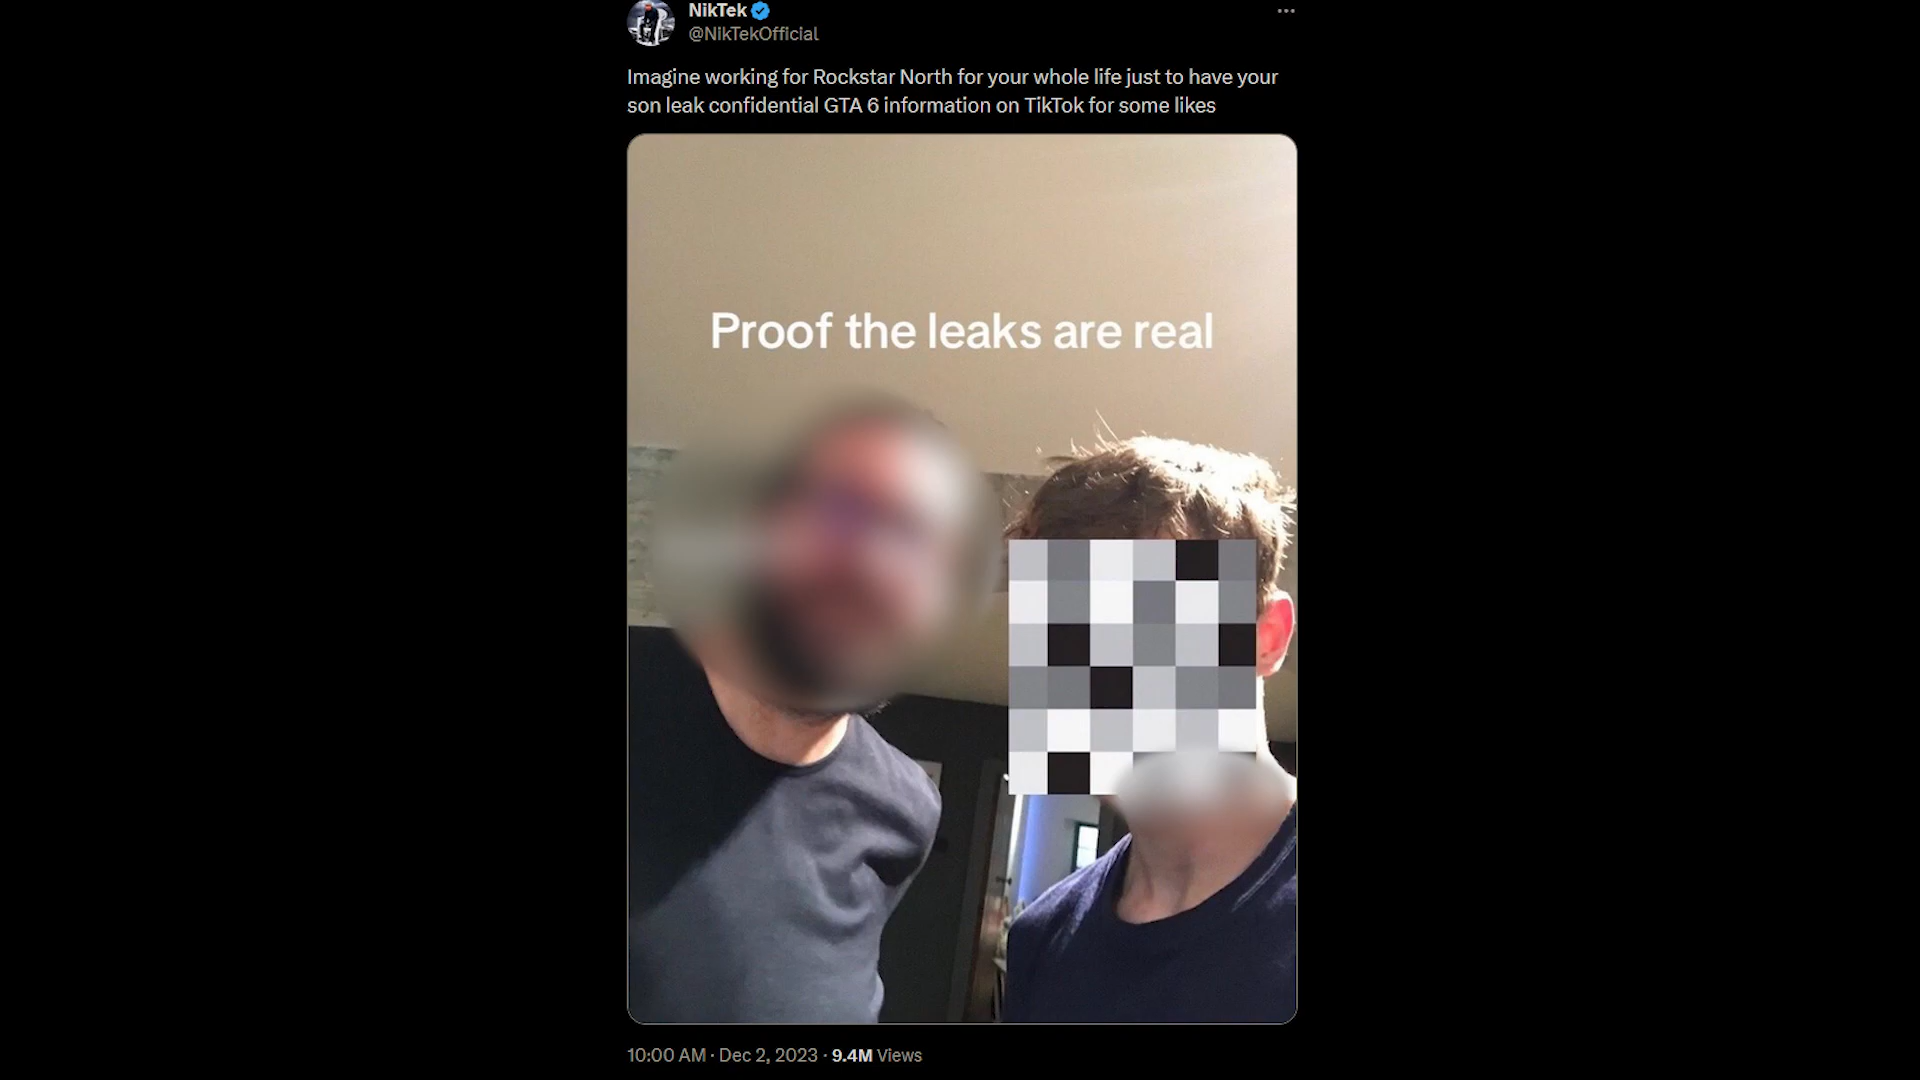 NikTek
@NikTekOfficial
Imagine working for Rockstar North for your whole life just to have your
son leak confidential GTA 6 information on TikTok for some likes
Proof the leaks are real
10:00 AM · Dec 2, 2023 · 9.4M Views